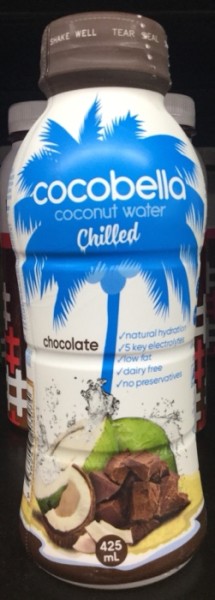 SHAKE WELL TEAR SEAL
cocobella
coconut water
Chilled
chocolate
✓natural hydration
✓5 key electrolytes
✓low fat
✓dairy free
✓no preservatives
425
mL